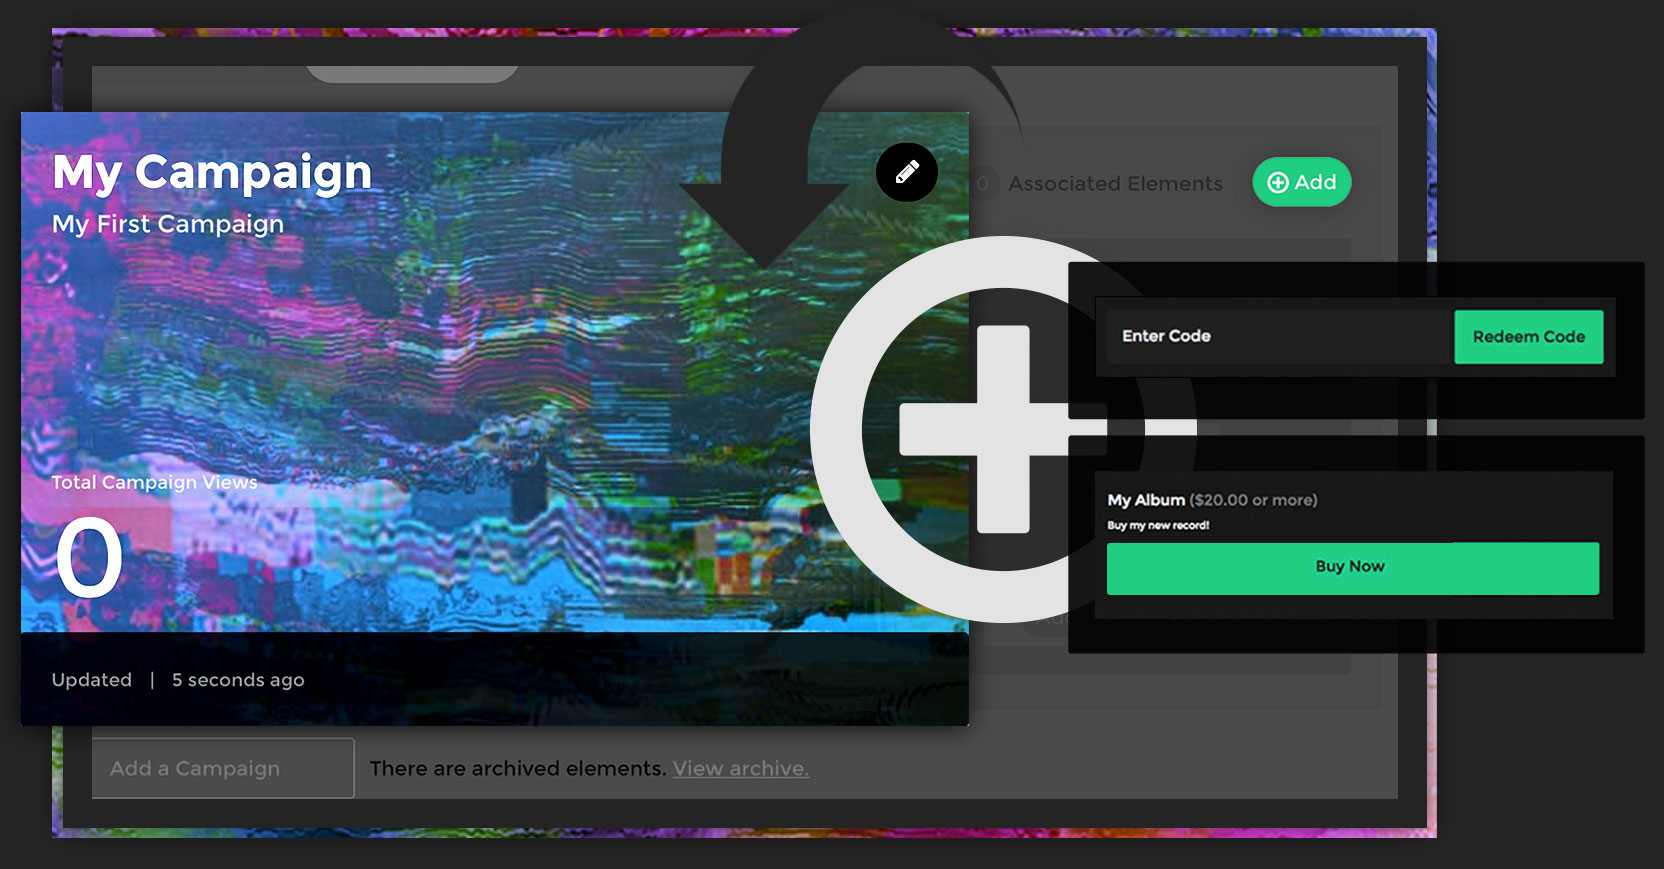 My Campaign
My First Campaign
0 Associated Elements
Add
Enter Code
Redeem Code
Total Campaign Views
0
My Album ($20.00 or more)
Buy my new record!
Buy Now
Updated | 5 seconds ago
Add a Campaign
There are archived elements. View archive.